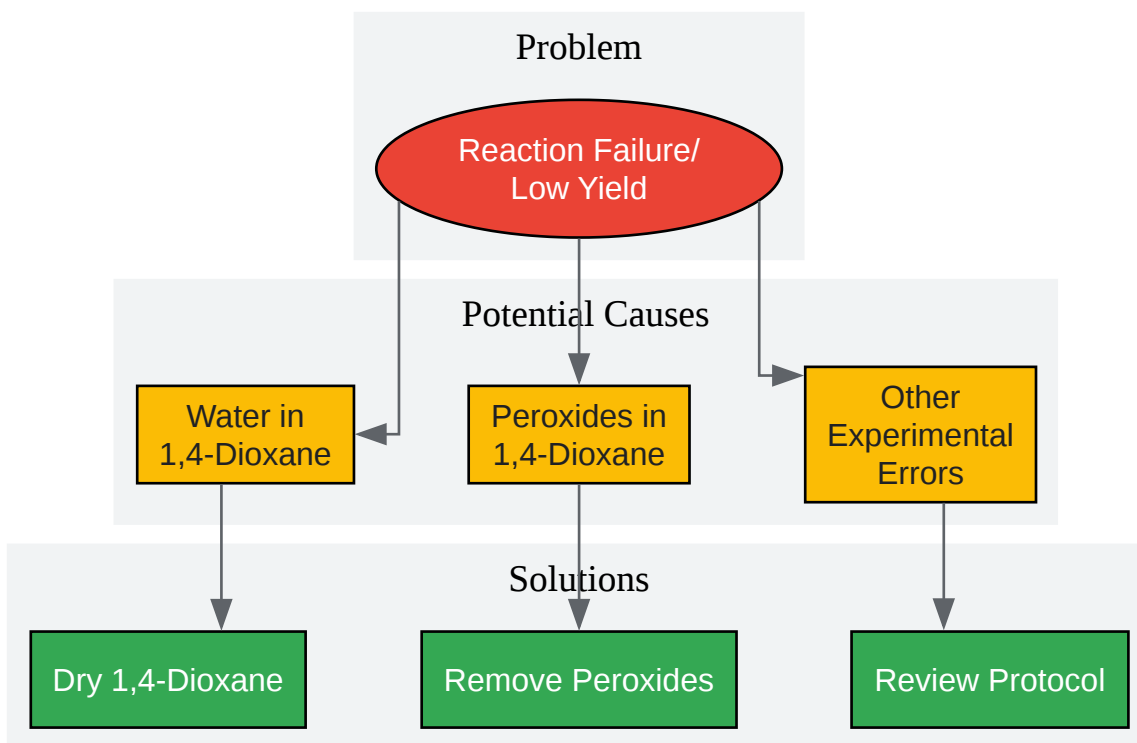 Problem
Reaction Failure/
Low Yield
Potential Causes
Water in
1,4-Dioxane
Peroxides in
1,4-Dioxane
Other
Experimental
Errors
Solutions
Dry 1,4-Dioxane
Remove Peroxides
Review Protocol